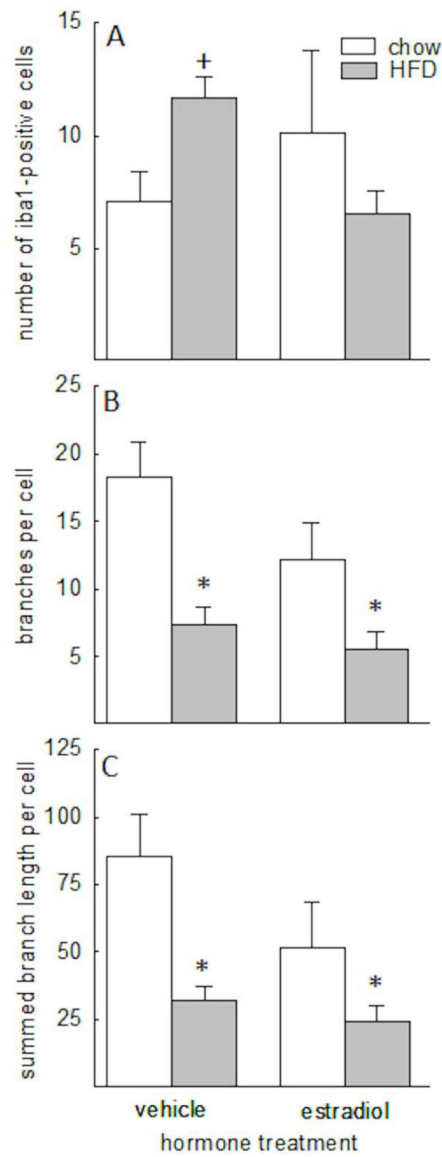 A
chow
HFD
number of iba1-positive cells
15
10
5
+
B
branches per cell
25
20
15
10
5
*
*
C
summed branch length per cell
125
100
75
50
25
*
*
vehicle estradiol
hormone treatment